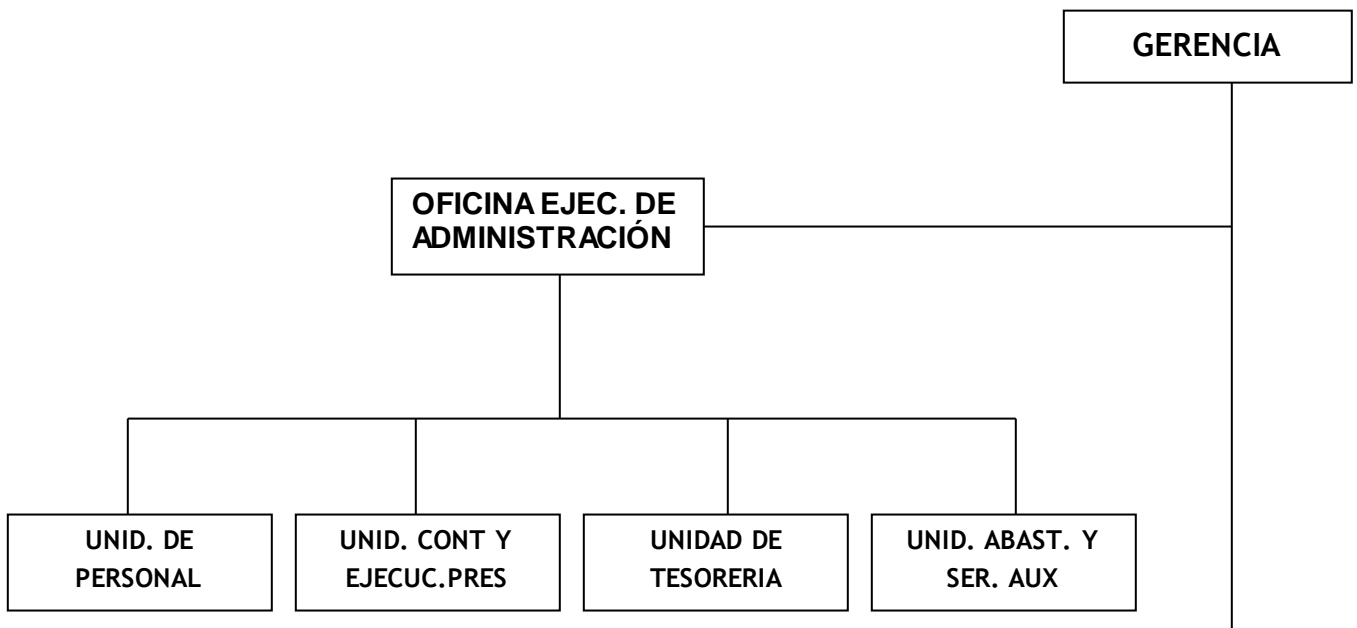 GERENCIA
OFICINA EJEC. DE
ADMINISTRACIÓN
UNID. DE
PERSONAL
UNID. CONT Y
EJECUC.PRES
UNIDAD DE
TESORERIA
UNID. ABAST. Y
SER. AUX